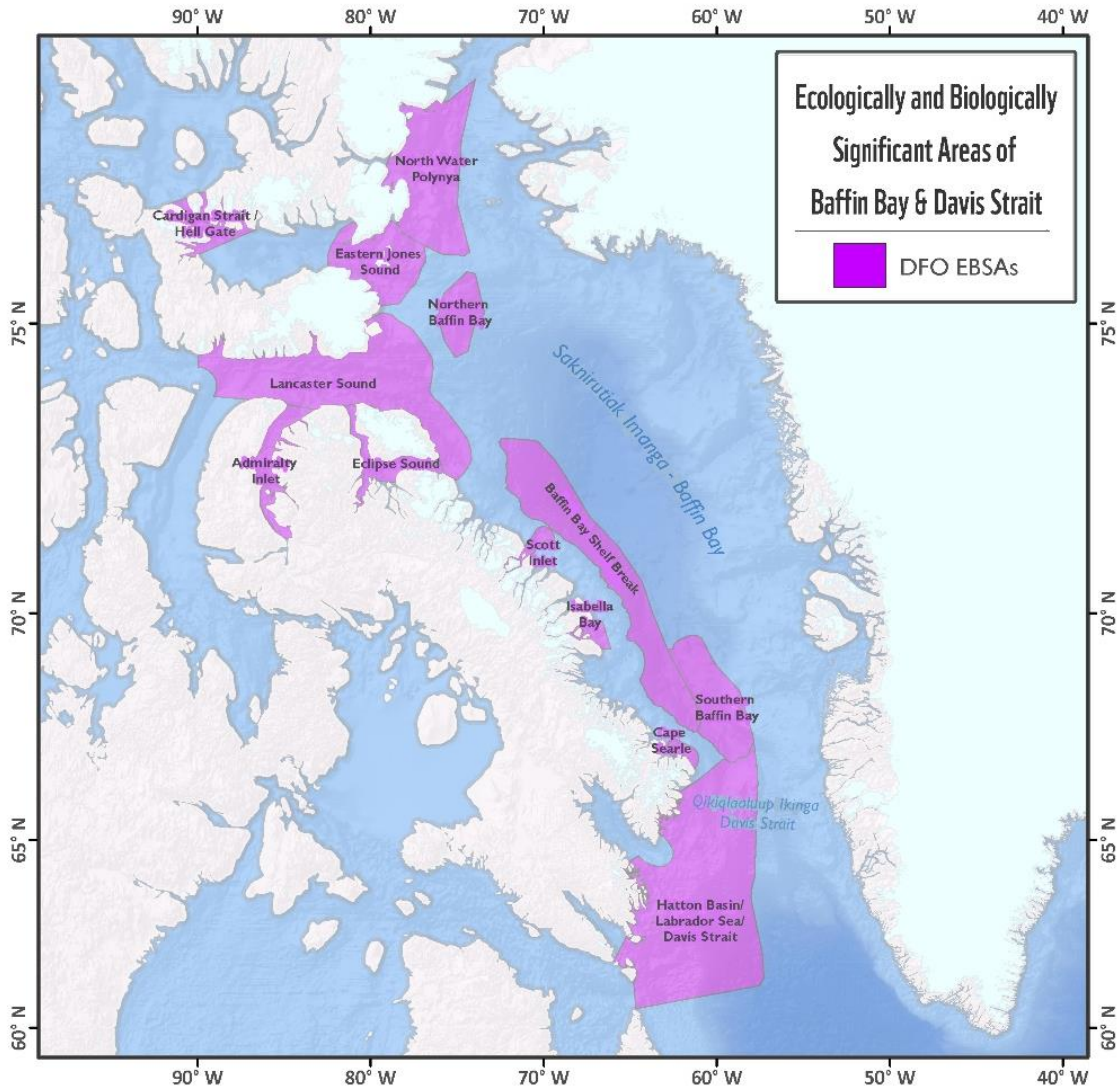 90° W
80° W
70° W
60° W
50° W
40° W
Ecologically and Biologically
Significant Areas of
Baffin Bay & Davis Strait
DFO EBSAs
North Water
Polynya
Cardigan Strait /
Hell Gate
Eastern Jones
Sound
Northern
Baffin Bay
75° N
75° N
Lancaster Sound
Saknirutiak Imanga - Baffin Bay
Admiralty
Inlet
Eclipse Sound
Baffin Bay Shelf Break
Scott
Inlet
Isabella
Bay
70° N
70° N
Southern
Baffin Bay
Cape
Searle
Qikiqtaaluup Ikinga
Davis Strait
65° N
65° N
Hatton Basin/
Labrador Sea/
Davis Strait
60° N
60° N
90° W
80° W
70° W
60° W
50° W
40° W